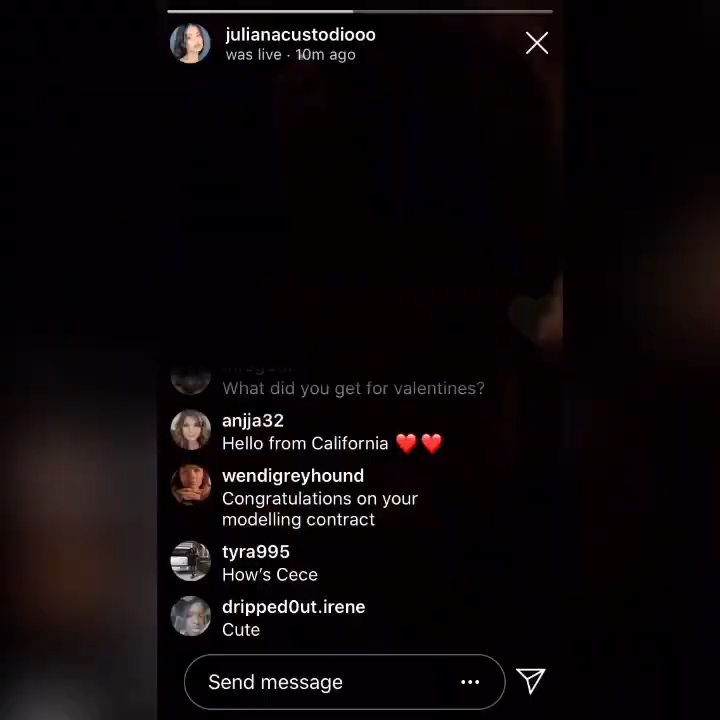 julianacustodiooo
was live · 10m ago
What did you get for valentines?
anjja32
Hello from California ❤️❤️
wendigreyhound
Congratulations on your
modelling contract
tyra995
How's Cece
dripped0ut.irene
Cute
Send message